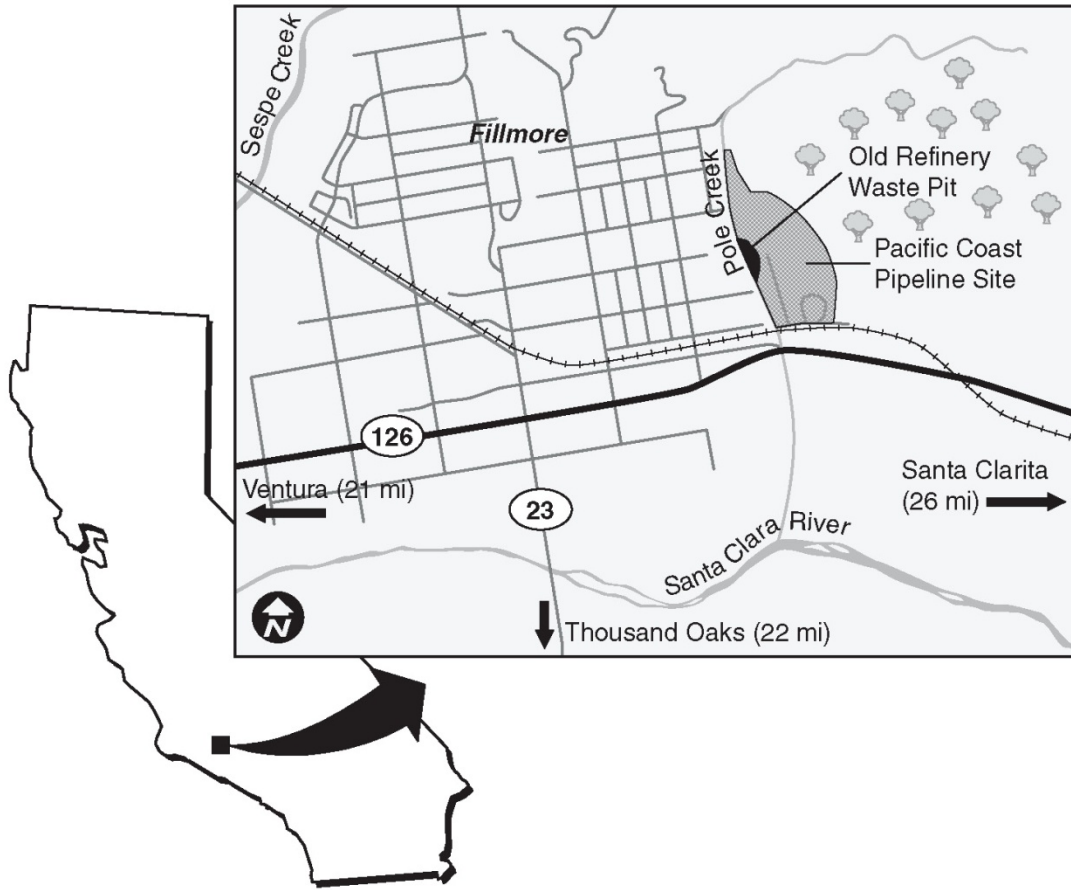 Sespe Creek
Fillmore
Pole Creek
Old Refinery
Waste Pit
Pacific Coast
Pipeline Site
126
Ventura (21 mi)
23
Santa Clarita
(26 mi)
Santa Clara River
N
Thousand Oaks (22 mi)